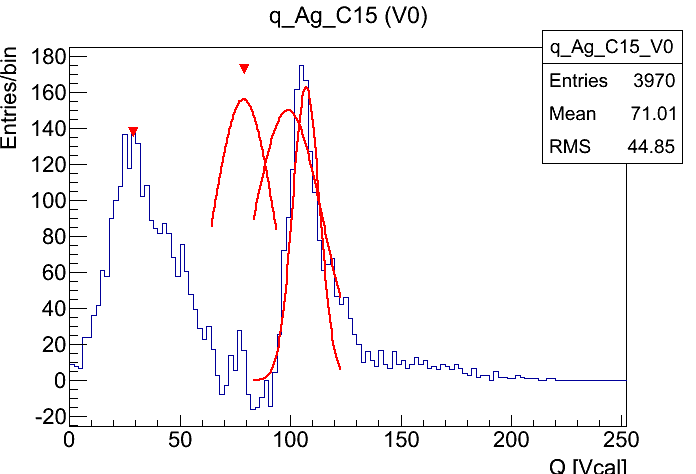 q_Ag_C15 (V0)
q_Ag_C15_V0
Entries 3970
Mean 71.01
RMS 44.85
Entries/bin
180
160
140
120
100
80
60
40
20
0
-20
0 50 100 150 200 250
Q [Vcal]